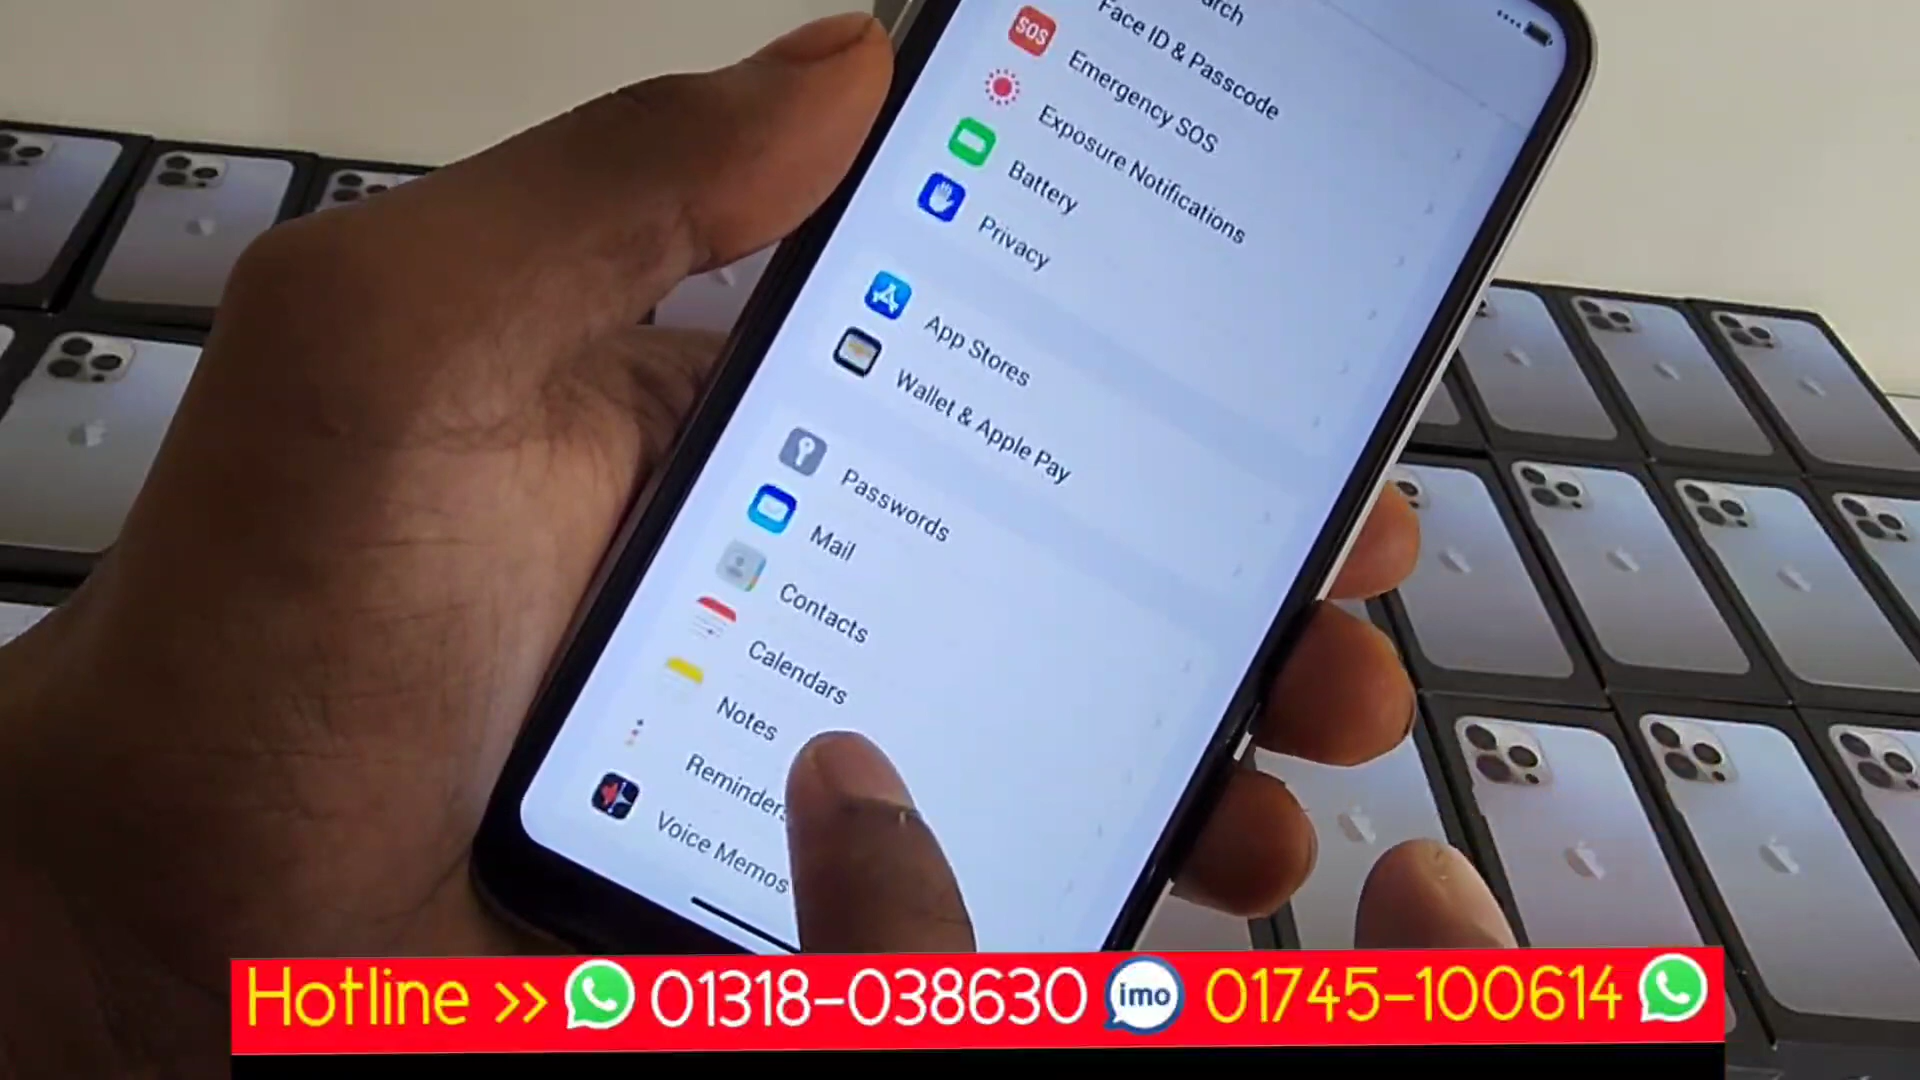 Face ID & Passcode
SOS
Emergency SOS
Exposure Notifications
Battery
Privacy
App Stores
Wallet & Apple Pay
Passwords
Mail
Contacts
Calendars
Notes
Reminders
Voice Memos
Hotline >> 01318-038630 imo 01745-100614